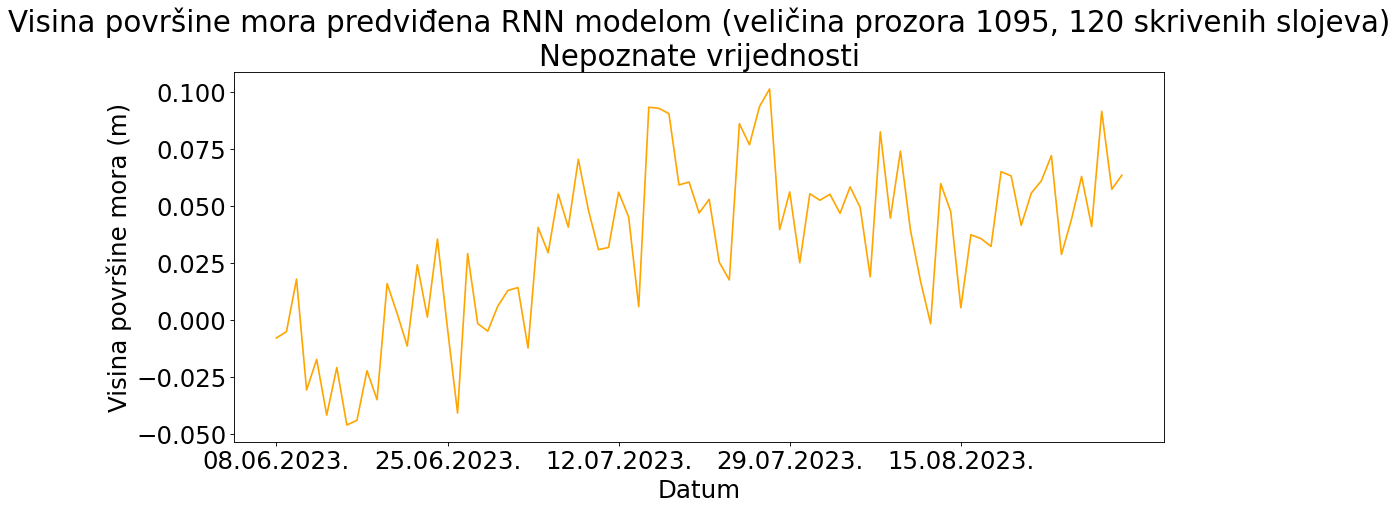 Visina površine mora predviđena RNN modelom (veličina prozora 1095, 120 skrivenih slojeva)
Nepoznate vrijednosti
Visina površine mora (m)
0.100
0.075
0.050
0.025
0.000
−0.025
−0.050
08.06.2023. 25.06.2023. 12.07.2023. 29.07.2023. 15.08.2023.
Datum